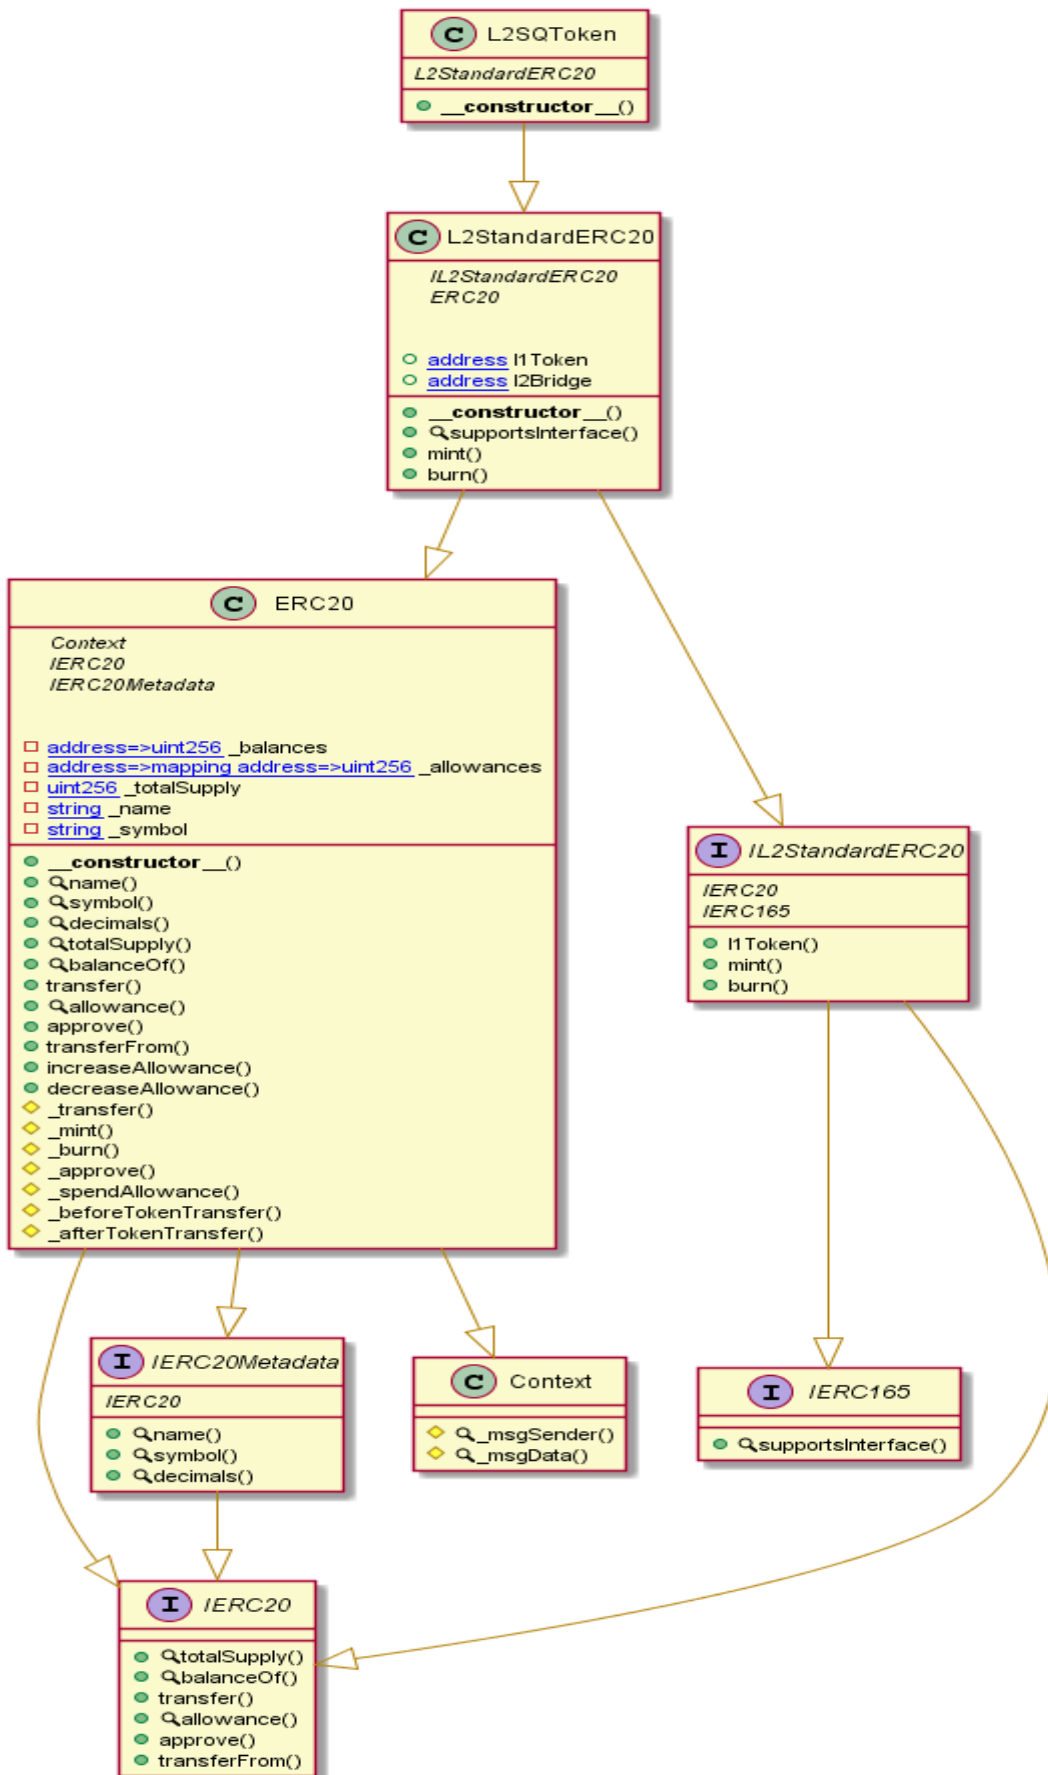 C L2SQToken
L2StandardERC20
__constructor__()
C L2StandardERC20
IL2StandardERC20
ERC20
address l1Token
address l2Bridge
__constructor__()
supportsInterface()
mint()
burn()
C ERC20
Context
IERC20
IERC20Metadata
address=>uint256 _balances
address=>mapping address=>uint256 _allowances
uint256 _totalSupply
string _name
string _symbol
__constructor__()
name()
symbol()
decimals()
totalSupply()
balanceOf()
transfer()
allowance()
approve()
transferFrom()
increaseAllowance()
decreaseAllowance()
_transfer()
_mint()
_burn()
_approve()
_spendAllowance()
_beforeTokenTransfer()
_afterTokenTransfer()
I IL2StandardERC20
IERC20
IERC165
l1Token()
mint()
burn()
I IERC20Metadata
IERC20
name()
symbol()
decimals()
C Context
_msgSender()
_msgData()
I IERC165
supportsInterface()
I IERC20
totalSupply()
balanceOf()
transfer()
allowance()
approve()
transferFrom()